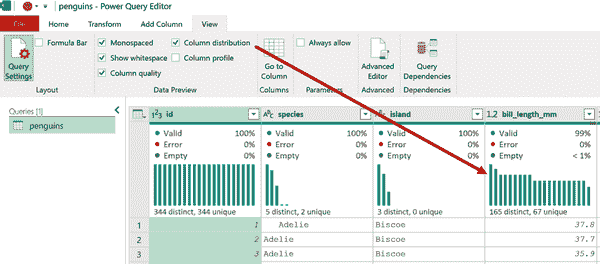 penguins - Power Query Editor
File Home Transform Add Column View
Query Settings
Formula Bar
Monospaced
Show whitespace
Column quality
Column distribution
Column profile
Go to Column
Always allow
Advanced Editor
Query Dependencies
Layout Data Preview Columns Parameters Advanced Dependencies
Queries [1]
penguins
1 2 3 id A B C species A B C island 1.2 bill_length_mm
Valid 100% Valid 100% Valid 100% Valid 99%
Error 0% Error 0% Error 0% Error 0%
Empty 0% Empty 0% Empty 0% Empty < 1%
344 distinct, 344 unique 5 distinct, 2 unique 3 distinct, 0 unique 165 distinct, 67 unique
1 1 Adelie Biscoe 37.8
2 2 Adelie Biscoe 37.7
3 3 Adelie Biscoe 35.9